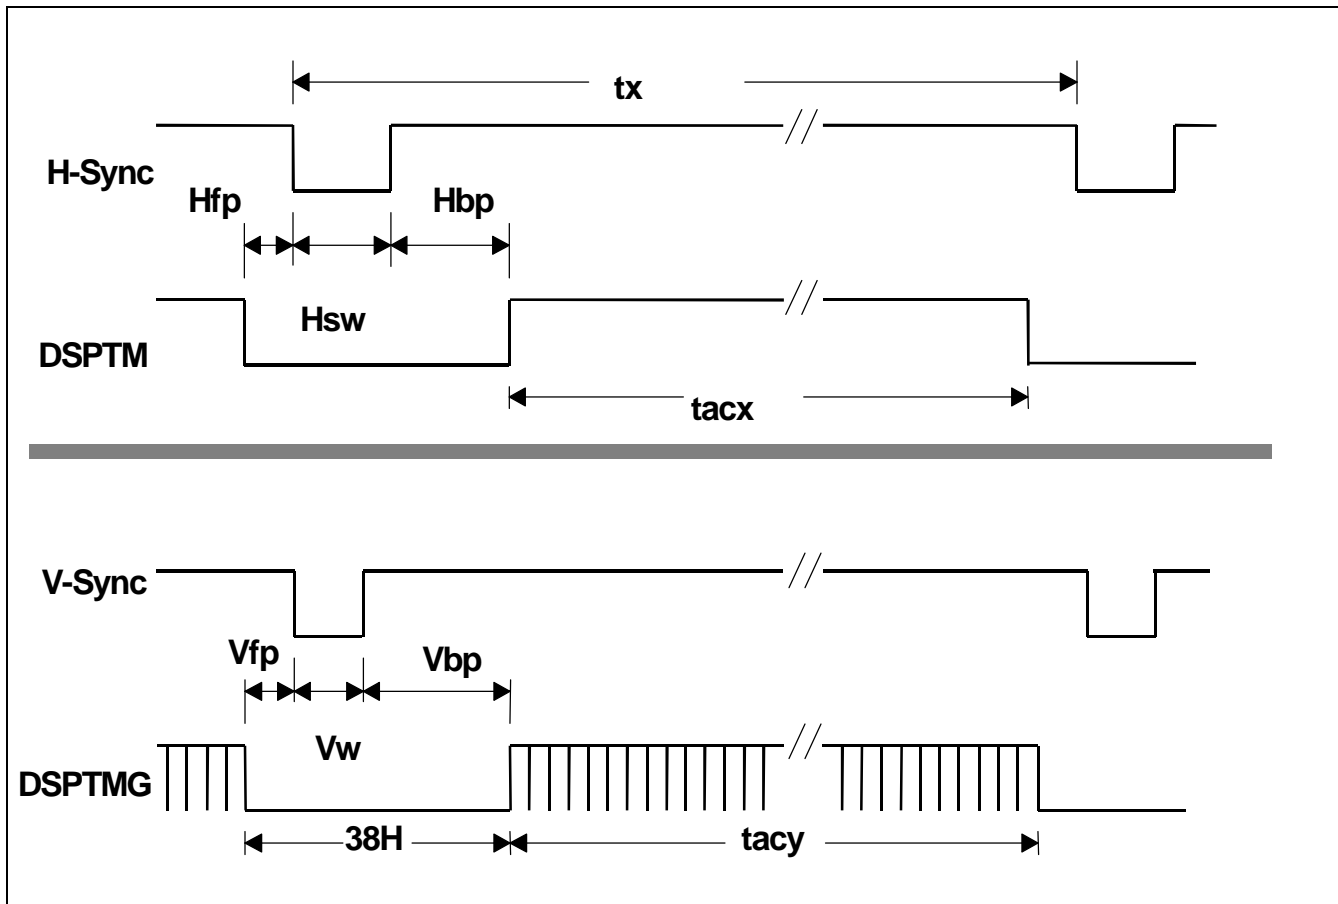 tx
H-Sync
Hfp
Hbp
Hsw
DSPTM
tacx
V-Sync
Vfp
Vbp
Vw
DSPTMG
38H
tacy